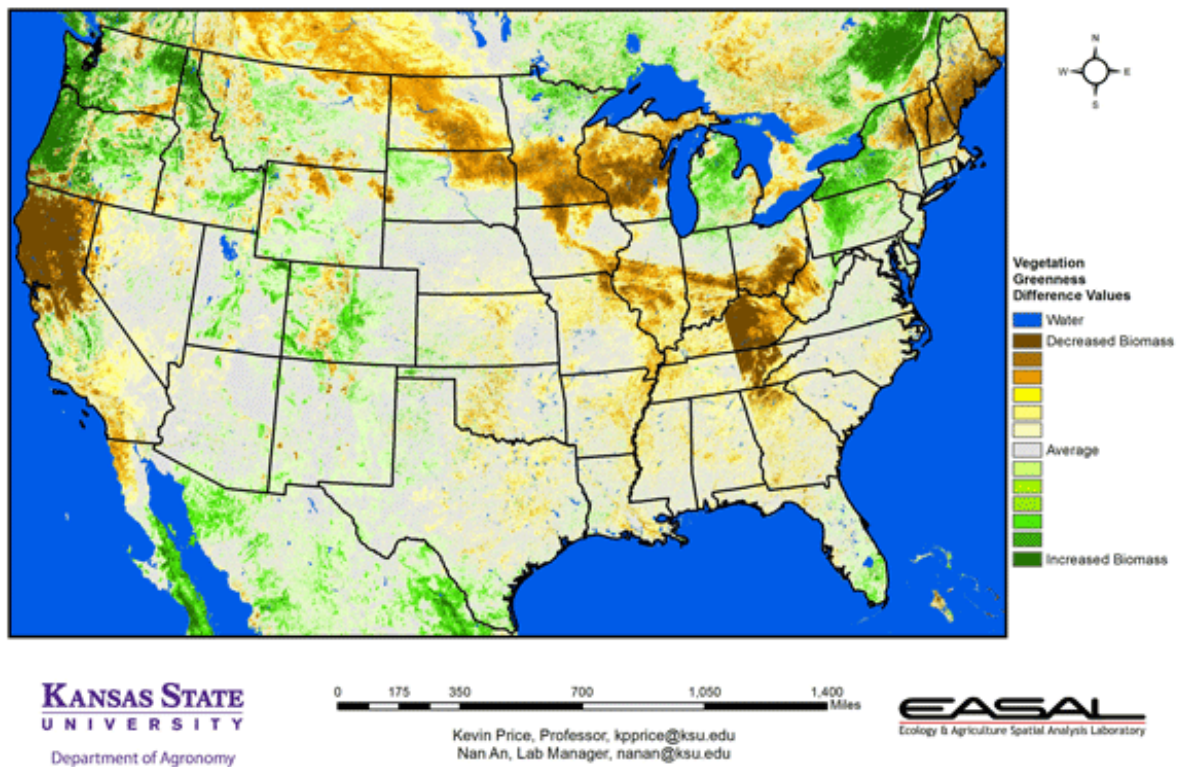 N
W E
S
Vegetation
Greenness
Difference Values
Water
Decreased Biomass
Average
Increased Biomass
KANSAS STATE
UNIVERSITY
Department of Agronomy
0 175 350 700 1,050 1,400
Miles
Kevin Price, Professor, kpprice@ksu.edu
Nan An, Lab Manager, nanan@ksu.edu
EASAL
Ecology & Agriculture Spatial Analysis Laboratory